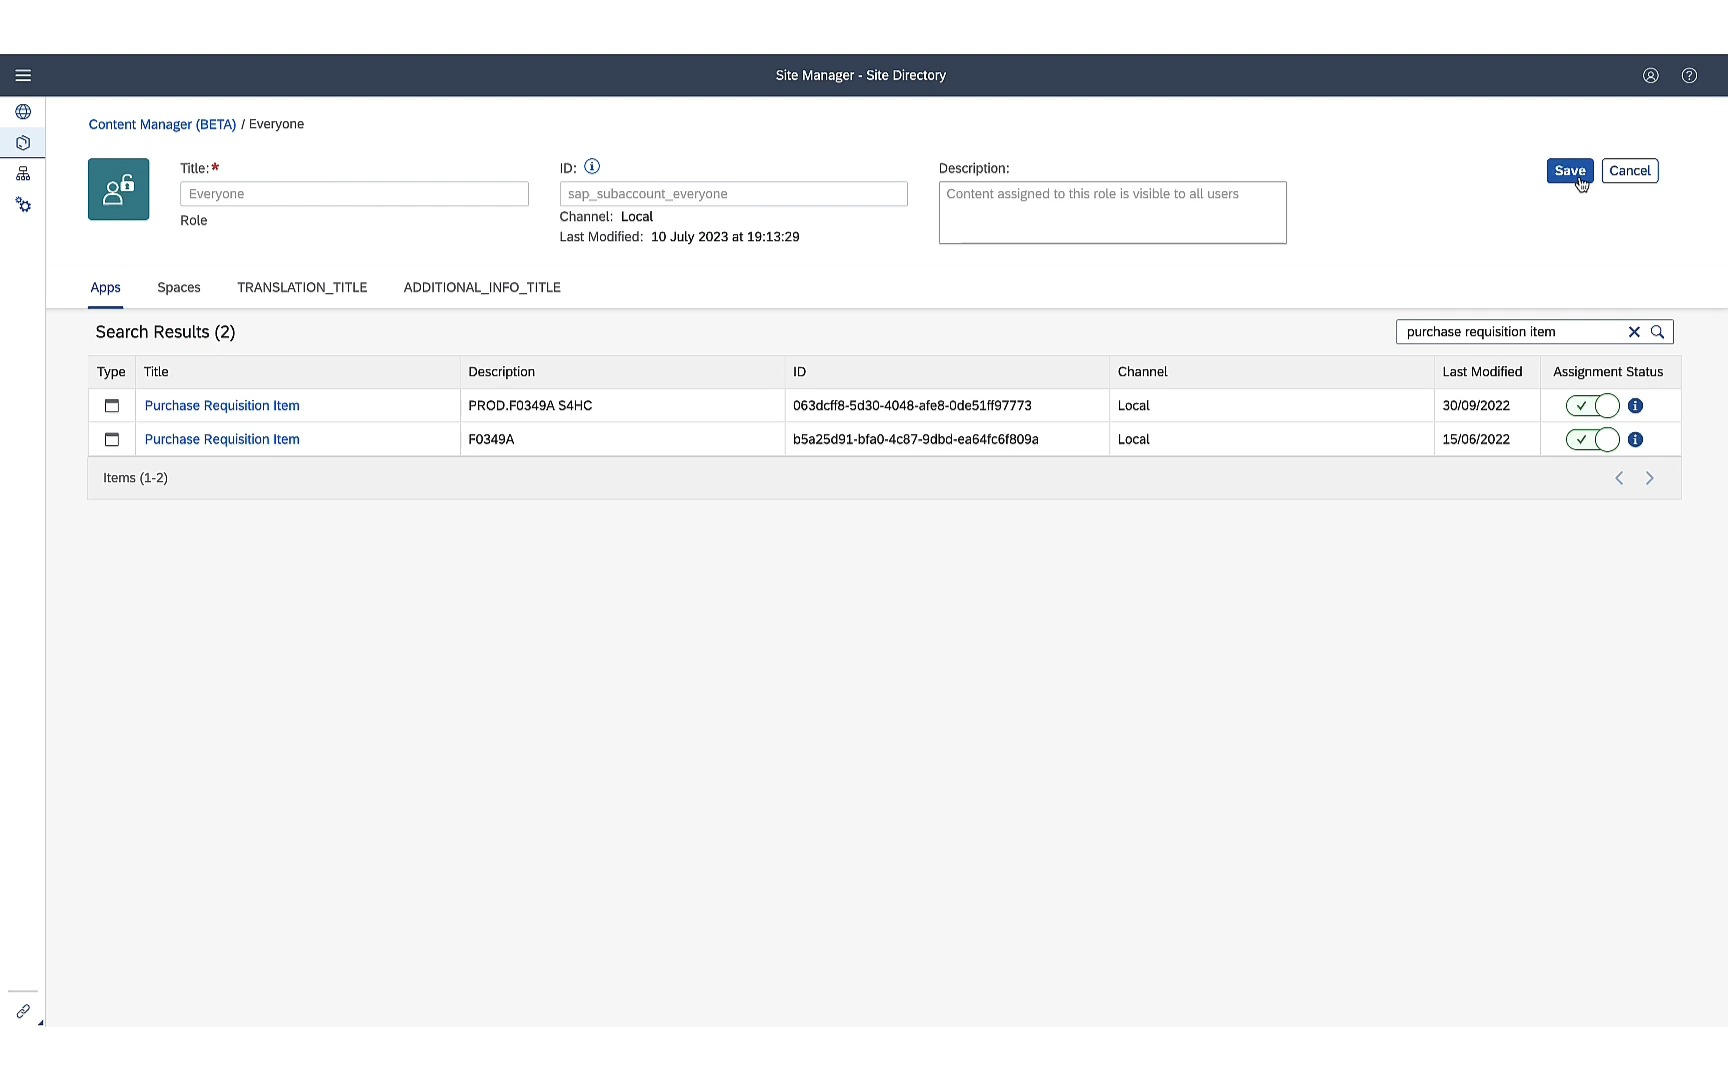 Site Manager - Site Directory
Content Manager (BETA) / Everyone
Title:*
Everyone
Role
ID:
sap_subaccount_everyone
Channel: Local
Last Modified: 10 July 2023 at 19:13:29
Description:
Content assigned to this role is visible to all users
Save
Cancel
Apps
Spaces
TRANSLATION_TITLE
ADDITIONAL_INFO_TITLE
Search Results (2)
purchase requisition item
Type Title Description ID Channel Last Modified Assignment Status
Purchase Requisition Item PROD.F0349A S4HC 063dcff8-5d30-4048-afe8-0de51ff97773 Local 30/09/2022
Purchase Requisition Item F0349A b5a25d91-bfa0-4c87-9dbd-ea64fc6f809a Local 15/06/2022
Items (1-2)